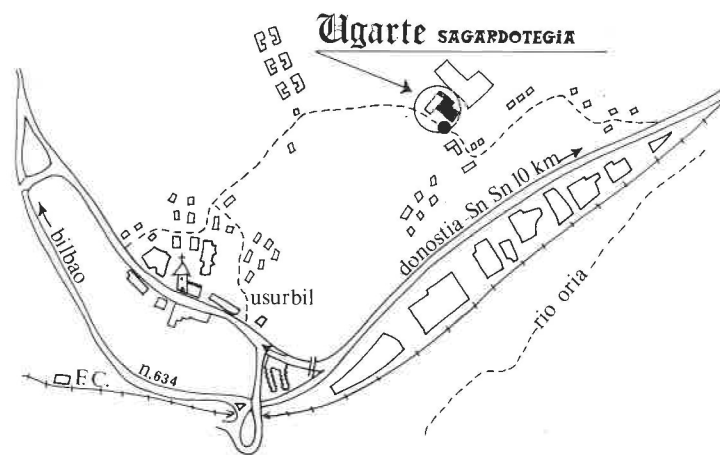 Ugarte SAGARDOTEGIA
donostia Sn Sn 10 km
bilbao
usurbil
rio oria
n.634
F.C.